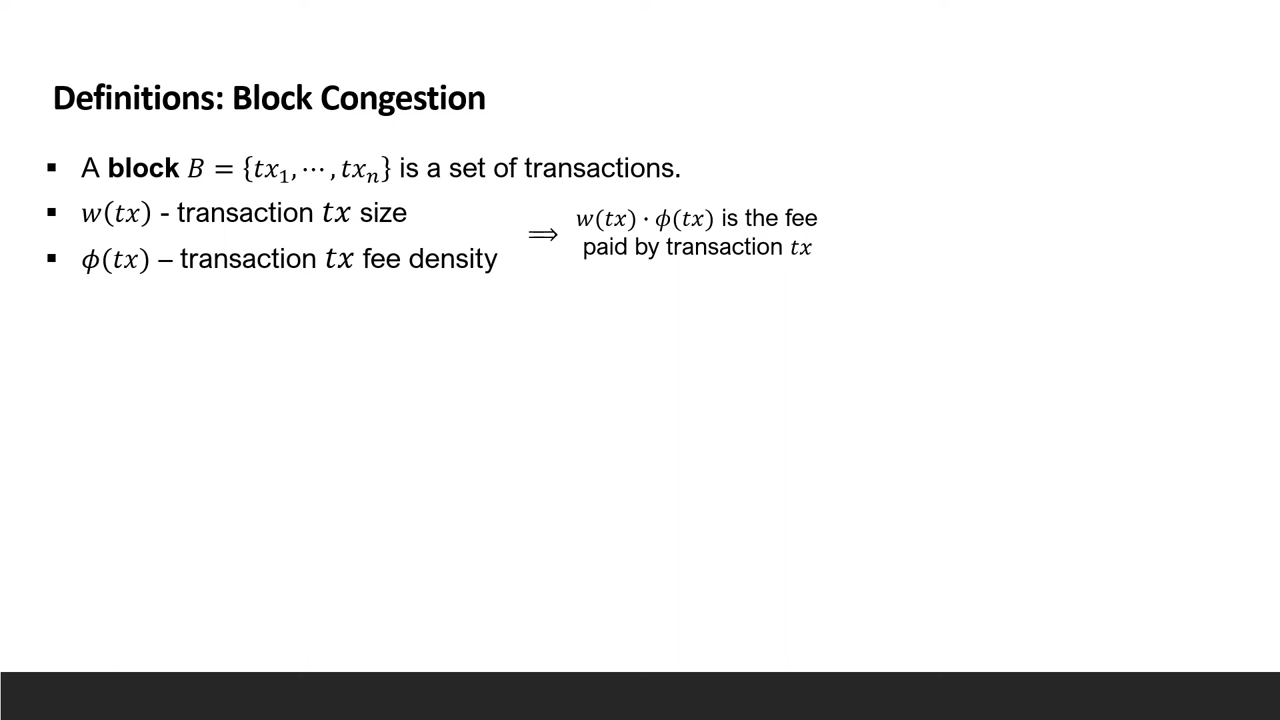 Definitions: Block Congestion
▪ A block B = {tx₁, ⋯ , txₙ} is a set of transactions.
▪ w(tx) - transaction tx size
▪ ϕ(tx) – transaction tx fee density
⟹ w(tx) ⋅ ϕ(tx) is the fee
paid by transaction tx